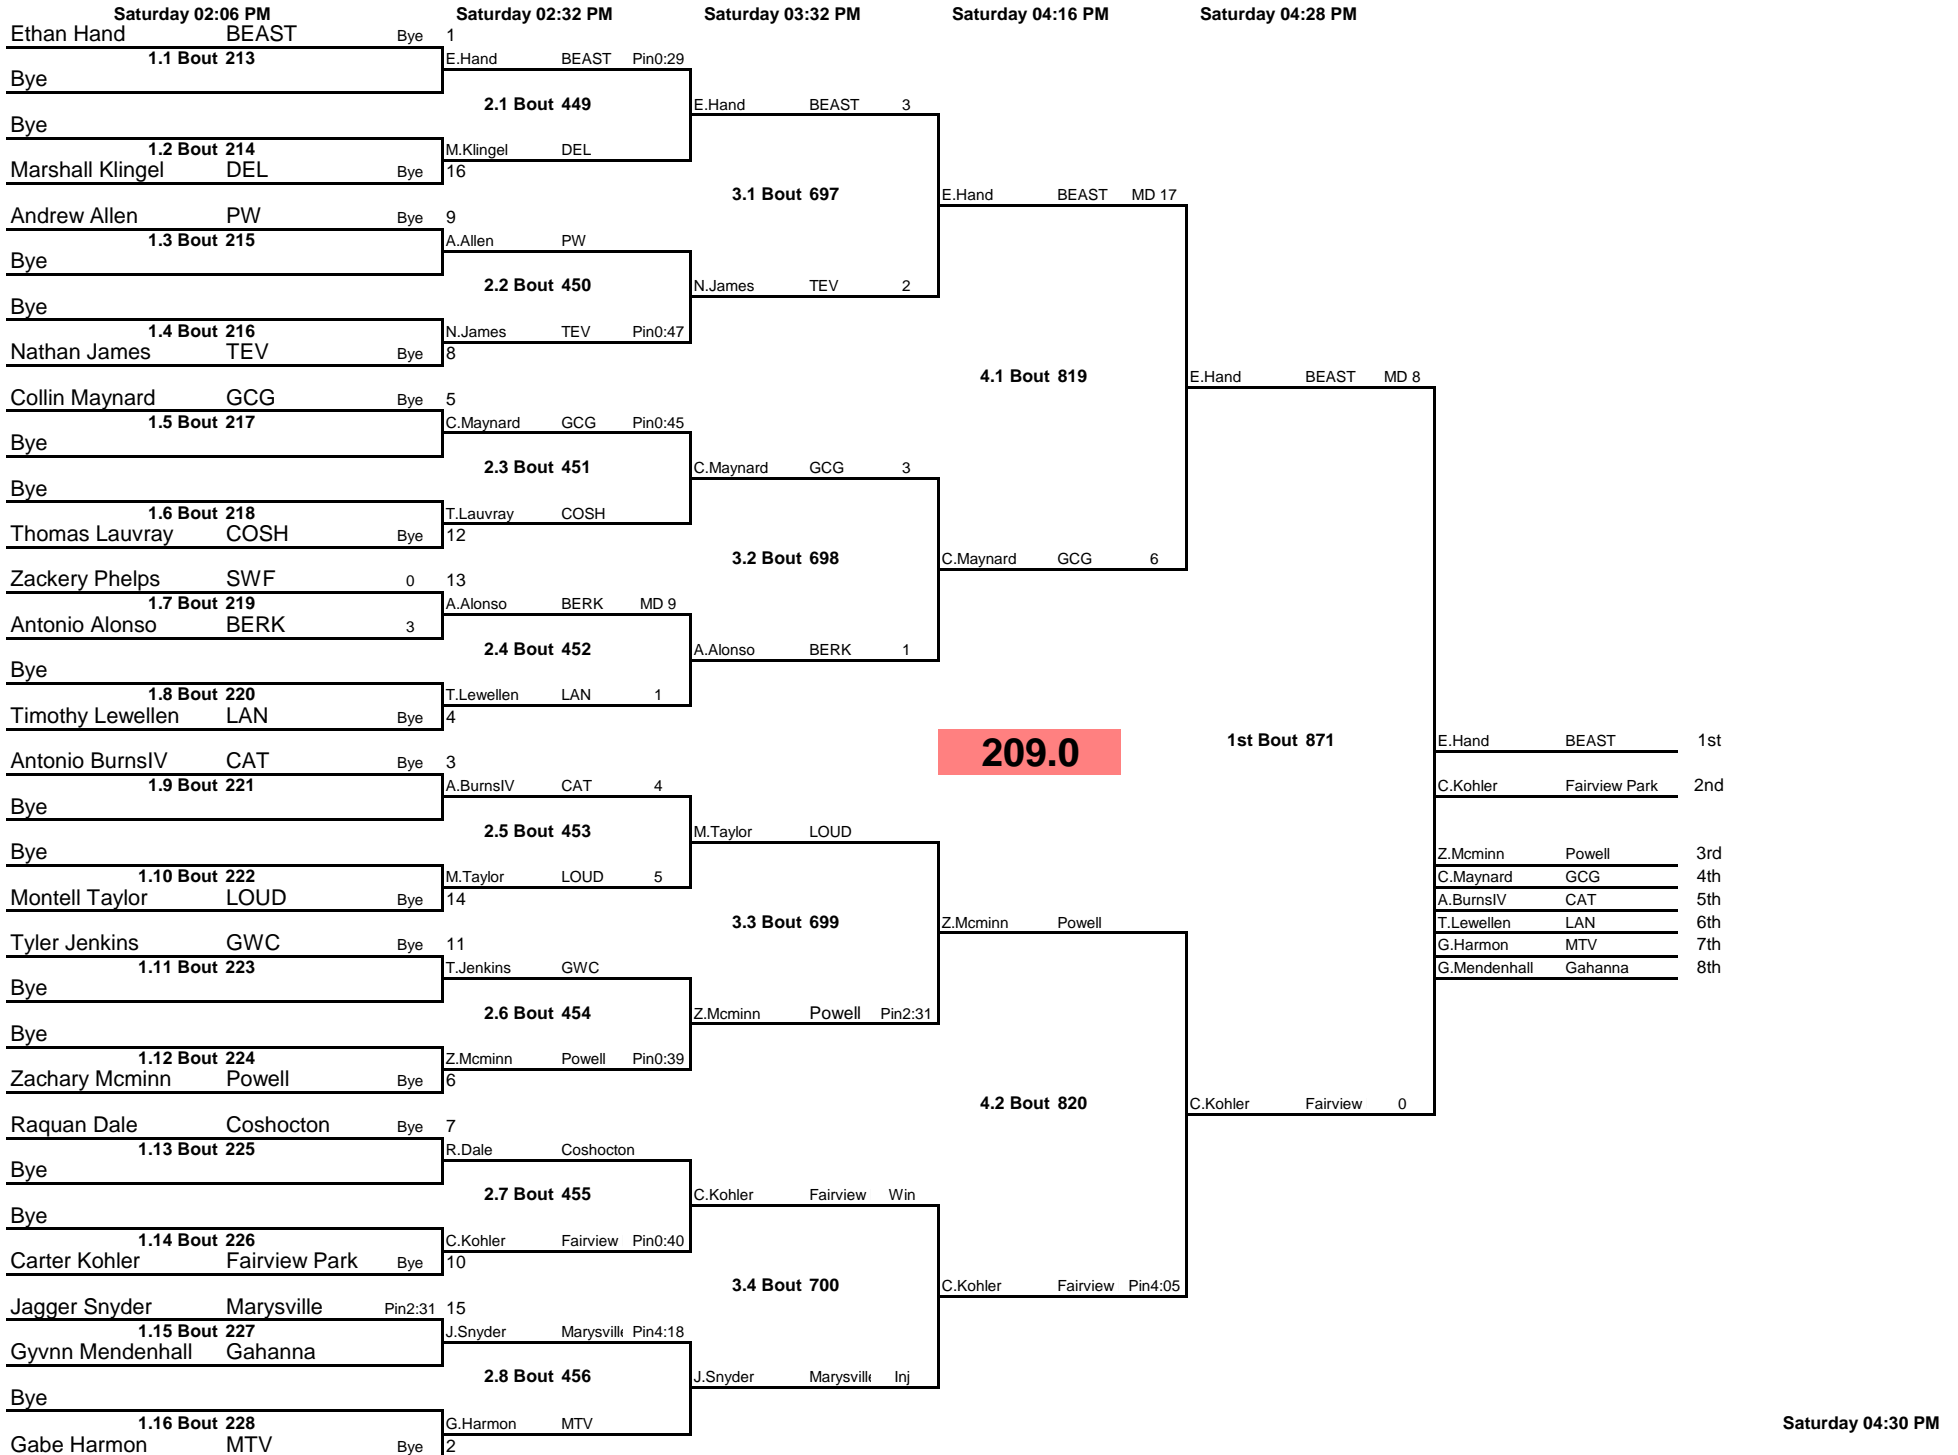 Saturday 02:06 PM Saturday 02:32 PM Saturday 03:32 PM Saturday 04:16 PM Saturday 04:28 PM
Ethan Hand BEAST Bye 1
1.1 Bout 213 E.Hand BEAST Pin0:29
Bye
2.1 Bout 449 E.Hand BEAST 3
Bye
1.2 Bout 214 M.Klingel DEL
Marshall Klingel DEL Bye 16
3.1 Bout 697 E.Hand BEAST MD 17
Andrew Allen PW Bye 9
1.3 Bout 215 A.Allen PW
Bye
2.2 Bout 450 N.James TEV 2
Bye
1.4 Bout 216 N.James TEV Pin0:47
Nathan James TEV Bye 8
4.1 Bout 819 E.Hand BEAST MD 8
Collin Maynard GCG Bye 5
1.5 Bout 217 C.Maynard GCG Pin0:45
Bye
2.3 Bout 451 C.Maynard GCG 3
Bye
1.6 Bout 218 T.Lauvray COSH
Thomas Lauvray COSH Bye 12
3.2 Bout 698 C.Maynard GCG 6
Zackery Phelps SWF 0 13
1.7 Bout 219 A.Alonso BERK MD 9
Antonio Alonso BERK 3
2.4 Bout 452 A.Alonso BERK 1
Bye
1.8 Bout 220 T.Lewellen LAN 1
Timothy Lewellen LAN Bye 4
209.0 1st Bout 871 E.Hand BEAST 1st
Antonio BurnsIV CAT Bye 3
1.9 Bout 221 A.BurnsIV CAT 4 C.Kohler Fairview Park 2nd
Bye
2.5 Bout 453 M.Taylor LOUD
Bye Z.Mcminn Powell 3rd
1.10 Bout 222 M.Taylor LOUD 5 C.Maynard GCG 4th
Montell Taylor LOUD Bye 14 A.BurnsIV CAT 5th
3.3 Bout 699 Z.Mcminn Powell T.Lewellen LAN 6th
Tyler Jenkins GWC Bye 11 G.Harmon MTV 7th
1.11 Bout 223 T.Jenkins GWC G.Mendenhall Gahanna 8th
Bye
2.6 Bout 454 Z.Mcminn Powell Pin2:31
Bye
1.12 Bout 224 Z.Mcminn Powell Pin0:39
Zachary Mcminn Powell Bye 6
4.2 Bout 820 C.Kohler Fairview 0
Raquan Dale Coshocton Bye 7
1.13 Bout 225 R.Dale Coshocton
Bye
2.7 Bout 455 C.Kohler Fairview Win
Bye
1.14 Bout 226 C.Kohler Fairview Pin0:40
Carter Kohler Fairview Park Bye 10
3.4 Bout 700 C.Kohler Fairview Pin4:05
Jagger Snyder Marysville Pin2:31 15
1.15 Bout 227 J.Snyder Marysville Pin4:18
Gyvnn Mendenhall Gahanna
2.8 Bout 456 J.Snyder Marysville Inj
Bye
1.16 Bout 228 G.Harmon MTV Saturday 04:30 PM
Gabe Harmon MTV Bye 2